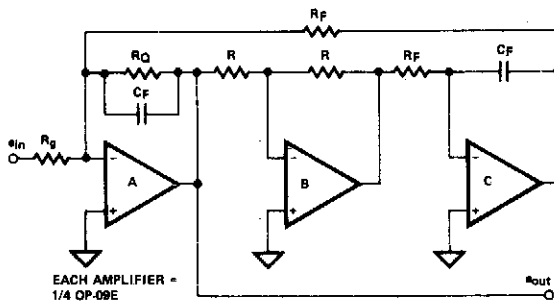 RF
RQ
R
R
RF
CF
CF
ein
Rg
−
A
+
−
B
+
−
C
+
EACH AMPLIFIER =
1/4 OP-09E
eout